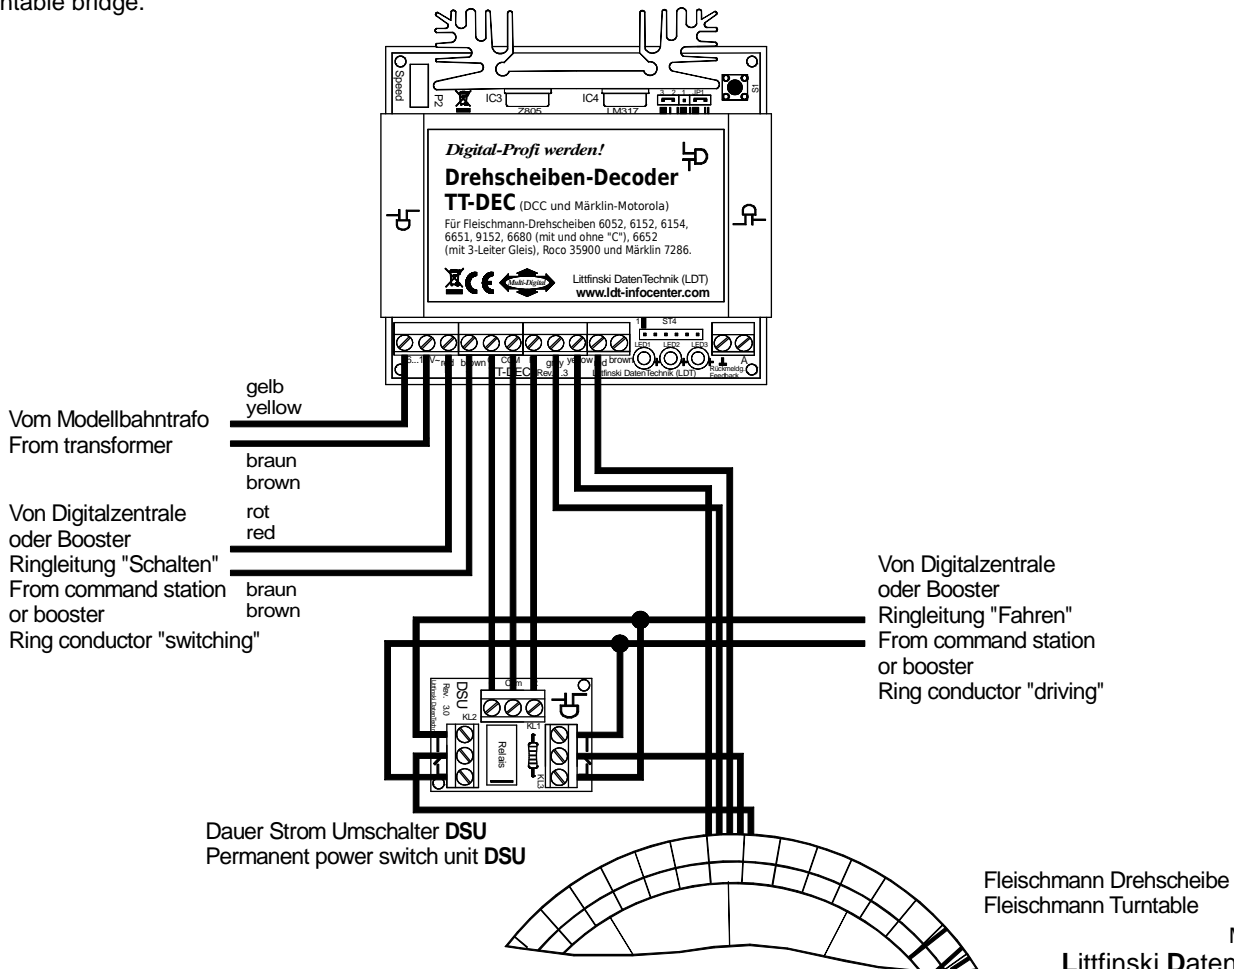 ntable bridge.
Speed
P2
IC3
Z805
IC4
LM317
3 2 1 JP1
S1
Digital-Profi werden!
Drehscheiben-Decoder
TT-DEC (DCC und Märklin-Motorola)
Für Fleischmann-Drehscheiben 6052, 6152, 6154,
6651, 9152, 6680 (mit und ohne "C"), 6652
(mit 3-Leiter Gleis), Roco 35900 und Märklin 7286.
CE
Multi-Digital
Littfinski DatenTechnik (LDT)
www.ldt-infocenter.com
1 ST4
LED1 LED2 LED3
red brown COM grey yellow red brown
A
TT-DEC Rev. Littfinski DatenTechnik (LDT)
Rückmeldg.
Feedback
gelb
yellow
Vom Modellbahntrafo
From transformer
braun
brown
Von Digitalzentrale
oder Booster
Ringleitung "Schalten"
From command station
or booster
Ring conductor "switching"
rot
red
braun
brown
Von Digitalzentrale
oder Booster
Ringleitung "Fahren"
From command station
or booster
Ring conductor "driving"
DSU
Rev. 3.0
KL2
KL1
KL3
Relais
Dauer Strom Umschalter DSU
Permanent power switch unit DSU
Fleischmann Drehscheibe
Fleischmann Turntable
M
Littfinski Daten